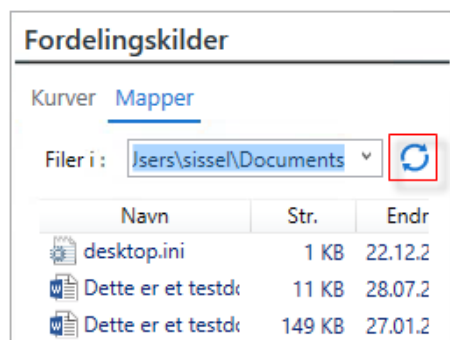 Fordelingskilder
Kurver Mapper
Filer i : Jsers\sissel\Documents
Navn Str. Endr
desktop.ini 1 KB 22.12.2
Dette er et testdo 11 KB 28.07.2
Dette er et testdo 149 KB 27.01.2